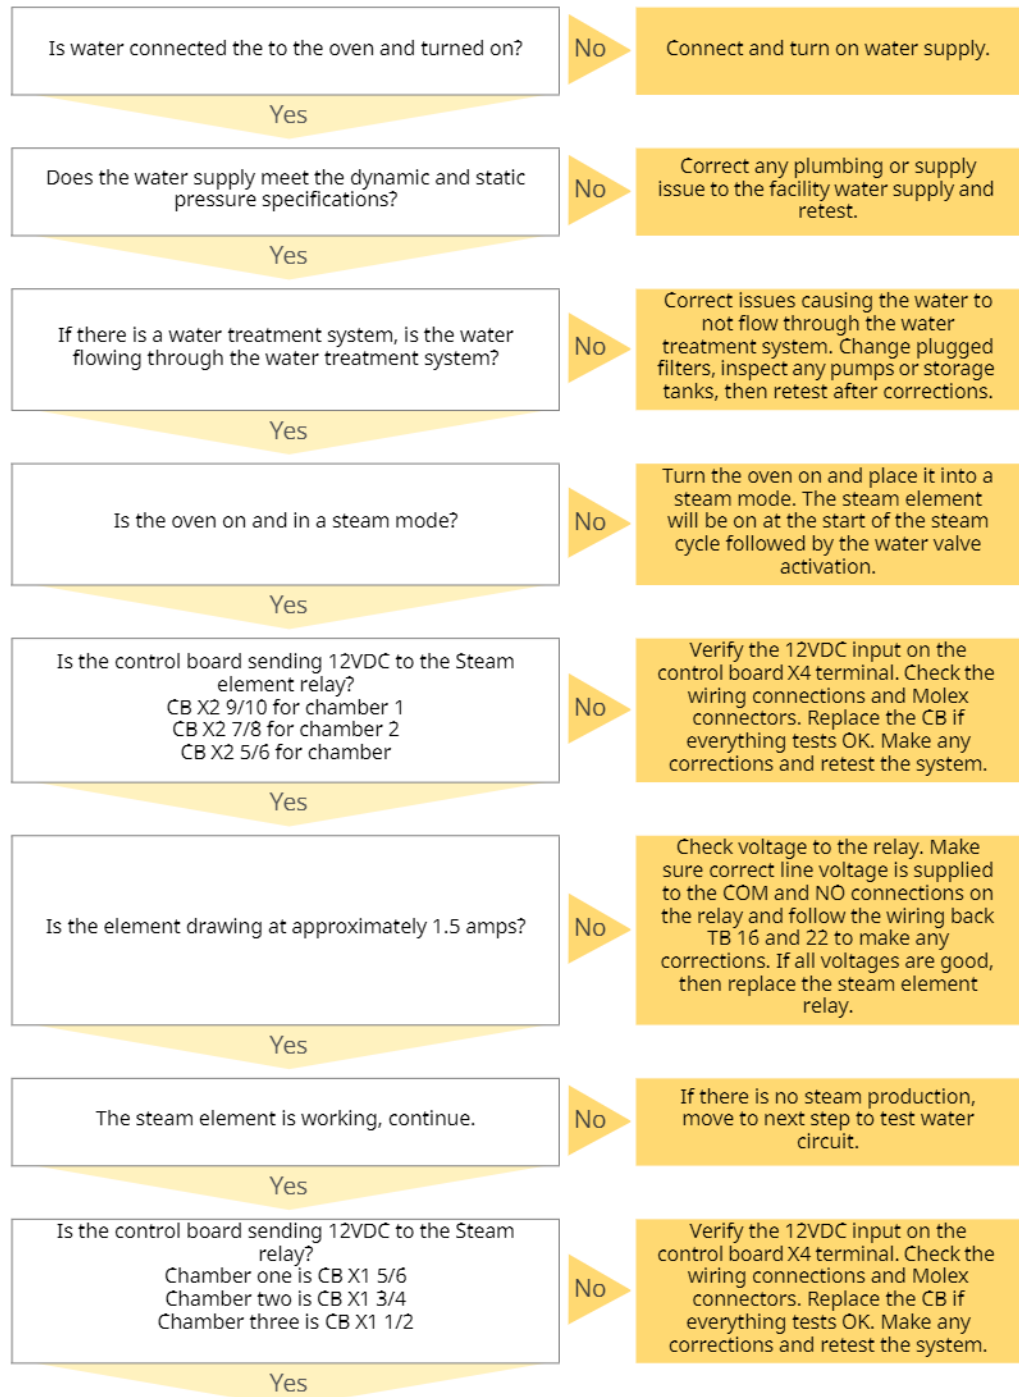 Is water connected the to the oven and turned on?
No
Connect and turn on water supply.
Yes
Does the water supply meet the dynamic and static
pressure specifications?
No
Correct any plumbing or supply
issue to the facility water supply and
retest.
Yes
If there is a water treatment system, is the water
flowing through the water treatment system?
No
Correct issues causing the water to
not flow through the water
treatment system. Change plugged
filters, inspect any pumps or storage
tanks, then retest after corrections.
Yes
Is the oven on and in a steam mode?
No
Turn the oven on and place it into a
steam mode. The steam element
will be on at the start of the steam
cycle followed by the water valve
activation.
Yes
Is the control board sending 12VDC to the Steam
element relay?
CB X2 9/10 for chamber 1
CB X2 7/8 for chamber 2
CB X2 5/6 for chamber
No
Verify the 12VDC input on the
control board X4 terminal. Check the
wiring connections and Molex
connectors. Replace the CB if
everything tests OK. Make any
corrections and retest the system.
Yes
Is the element drawing at approximately 1.5 amps?
No
Check voltage to the relay. Make
sure correct line voltage is supplied
to the COM and NO connections on
the relay and follow the wiring back
TB 16 and 22 to make any
corrections. If all voltages are good,
then replace the steam element
relay.
Yes
The steam element is working, continue.
No
If there is no steam production,
move to next step to test water
circuit.
Yes
Is the control board sending 12VDC to the Steam
relay?
Chamber one is CB X1 5/6
Chamber two is CB X1 3/4
Chamber three is CB X1 1/2
No
Verify the 12VDC input on the
control board X4 terminal. Check the
wiring connections and Molex
connectors. Replace the CB if
everything tests OK. Make any
corrections and retest the system.
Yes